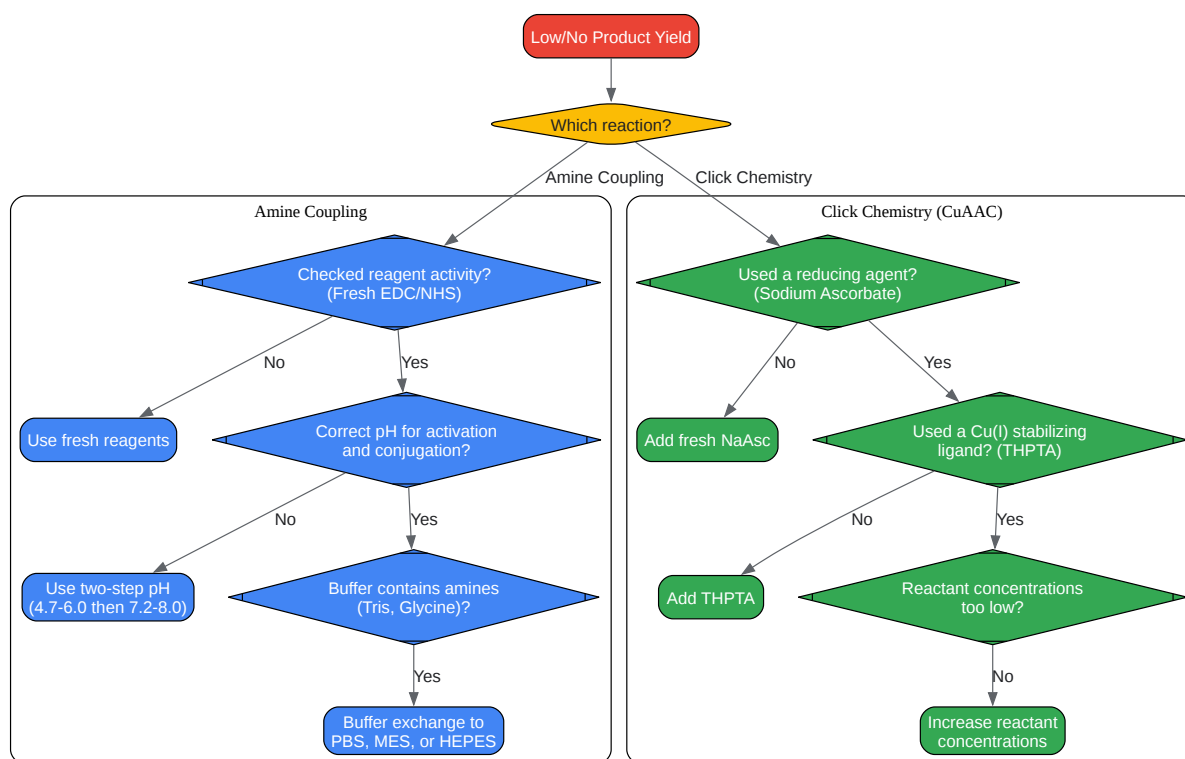 Low/No Product Yield
Which reaction?
Amine Coupling
Click Chemistry
Amine Coupling
Click Chemistry (CuAAC)
Checked reagent activity?
(Fresh EDC/NHS)
Used a reducing agent?
(Sodium Ascorbate)
No
Yes
No
Yes
Use fresh reagents
Correct pH for activation
and conjugation?
Add fresh NaAsc
Used a Cu(I) stabilizing
ligand? (THPTA)
No
Yes
No
Yes
Use two-step pH
(4.7-6.0 then 7.2-8.0)
Buffer contains amines
(Tris, Glycine)?
Add THPTA
Reactant concentrations
too low?
Yes
No
Buffer exchange to
PBS, MES, or HEPES
Increase reactant
concentrations